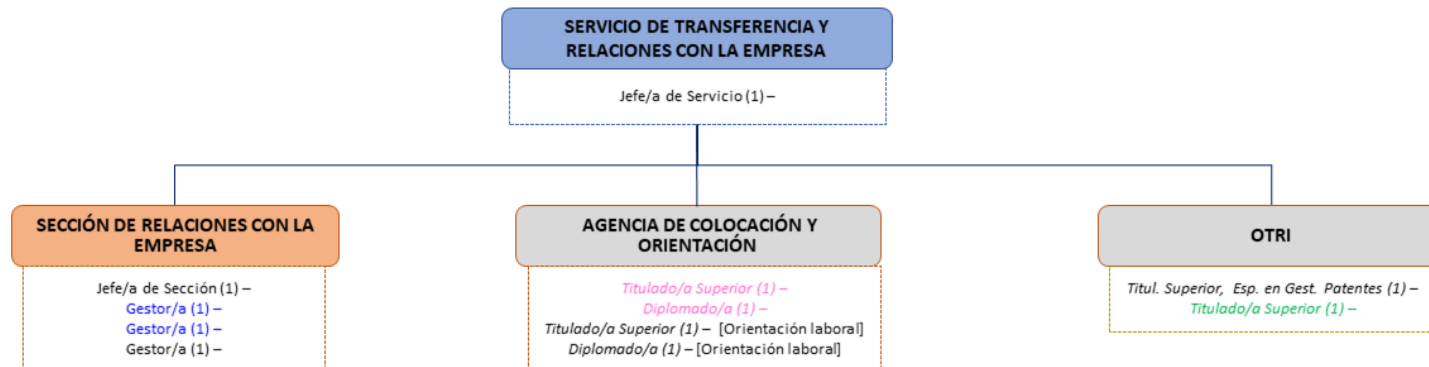 SERVICIO DE TRANSFERENCIA Y
RELACIONES CON LA EMPRESA
Jefe/a de Servicio (1) –
SECCIÓN DE RELACIONES CON LA
EMPRESA
Jefe/a de Sección (1) –
Gestor/a (1) –
Gestor/a (1) –
Gestor/a (1) –
AGENCIA DE COLOCACIÓN Y
ORIENTACIÓN
Titulado/a Superior (1) –
Diplomado/a (1) –
Titulado/a Superior (1) – [Orientación laboral]
Diplomado/a (1) – [Orientación laboral]
OTRI
Titul. Superior, Esp. en Gest. Patentes (1) –
Titulado/a Superior (1) –